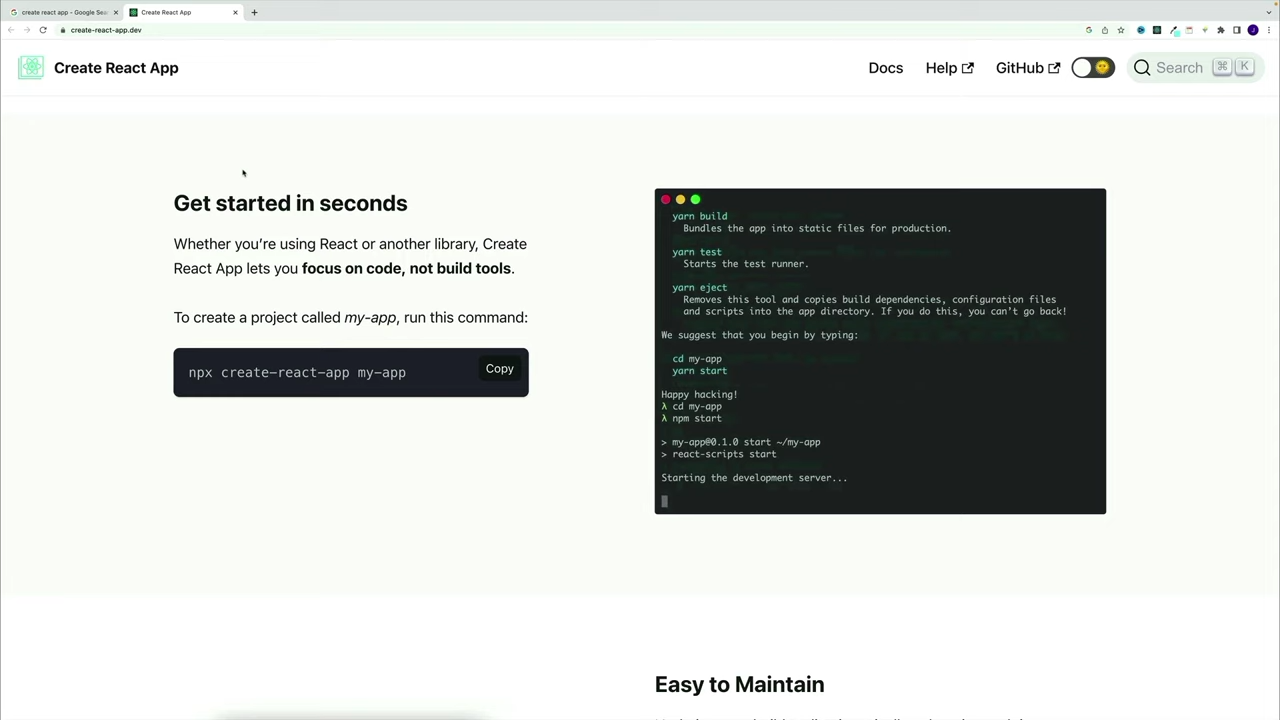 create react app - Google Sea
Create React App
create-react-app.dev
Create React App
Docs
Help
GitHub
Search
⌘ K
Get started in seconds
Whether you’re using React or another library, Create
React App lets you focus on code, not build tools.
To create a project called my-app, run this command:
npx create-react-app my-app
Copy
yarn build
Bundles the app into static files for production.
yarn test
Starts the test runner.
yarn eject
Removes this tool and copies build dependencies, configuration files
and scripts into the app directory. If you do this, you can’t go back!
We suggest that you begin by typing:
cd my-app
yarn start
Happy hacking!
λ cd my-app
λ npm start
> my-app@0.1.0 start ~/my-app
> react-scripts start
Starting the development server...
Easy to Maintain